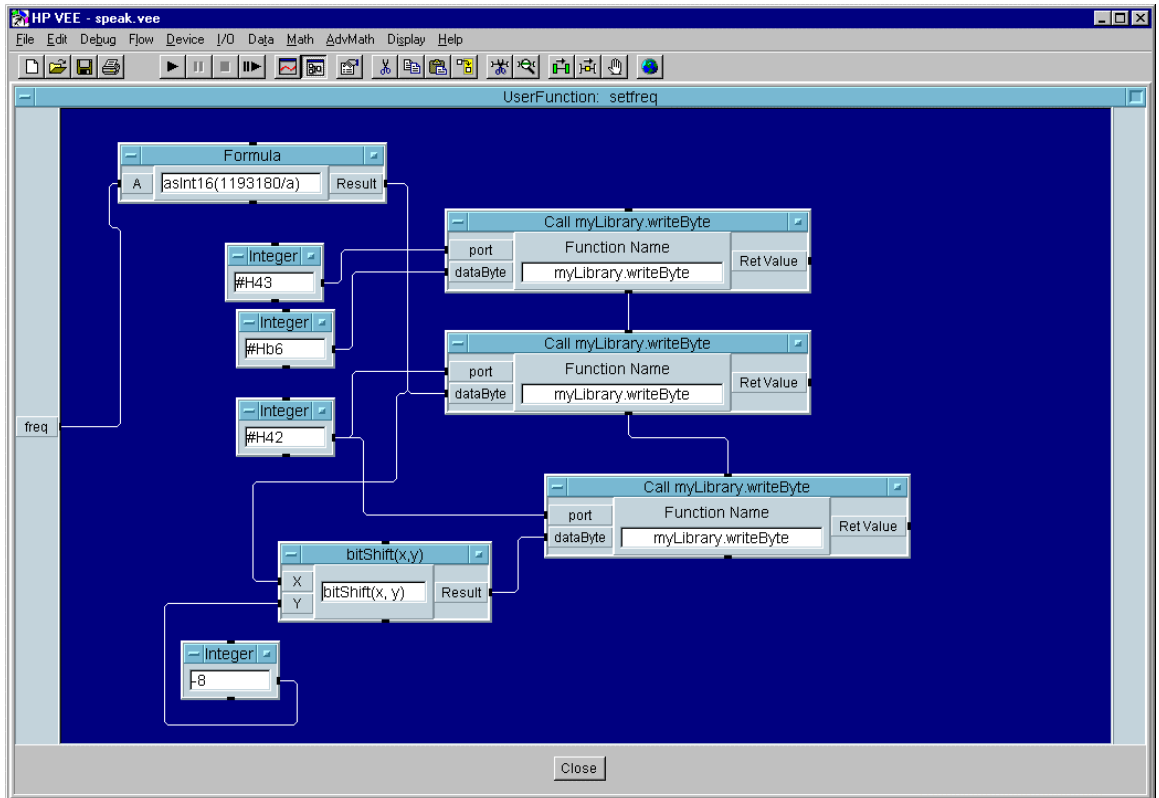 HP VEE - speak.vee
File Edit Debug Flow Device I/O Data Math AdvMath Display Help
UserFunction: setfreq
Formula
A asInt16(1193180/a) Result
Call myLibrary.writeByte
port Function Name
Ret Value
dataByte myLibrary.writeByte
Integer
#H43
Integer
#Hb6
Call myLibrary.writeByte
port Function Name
Ret Value
dataByte myLibrary.writeByte
Integer
#H42
freq
Call myLibrary.writeByte
port Function Name
Ret Value
dataByte myLibrary.writeByte
bitShift(x,y)
X
bitShift(x, y) Result
Y
Integer
-8
Close